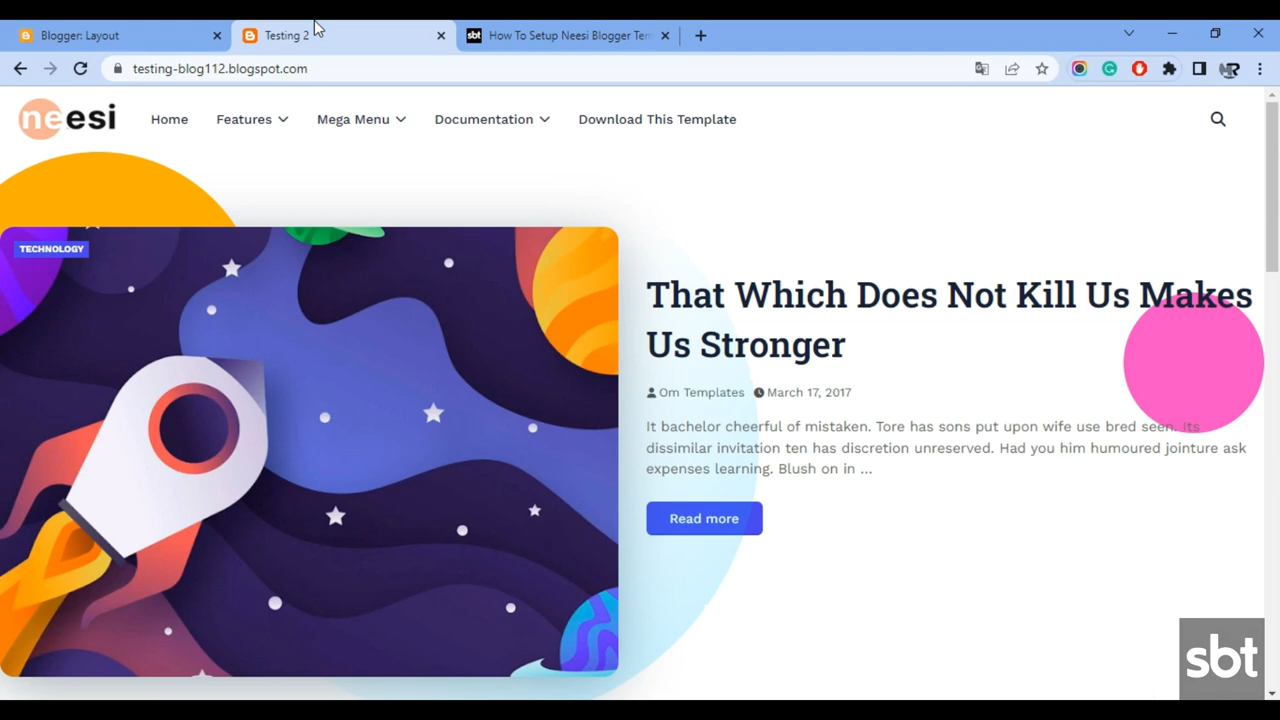 Blogger: Layout
Testing 2
sbt
How To Setup Neesi Blogger Tem
testing-blog112.blogspot.com
neesi
Home
Features
Mega Menu
Documentation
Download This Template
TECHNOLOGY
That Which Does Not Kill Us Makes
Us Stronger
Om Templates
March 17, 2017
It bachelor cheerful of mistaken. Tore has sons put upon wife use bred seen. Its
dissimilar invitation ten has discretion unreserved. Had you him humoured jointure ask
expenses learning. Blush on in ...
Read more
sbt